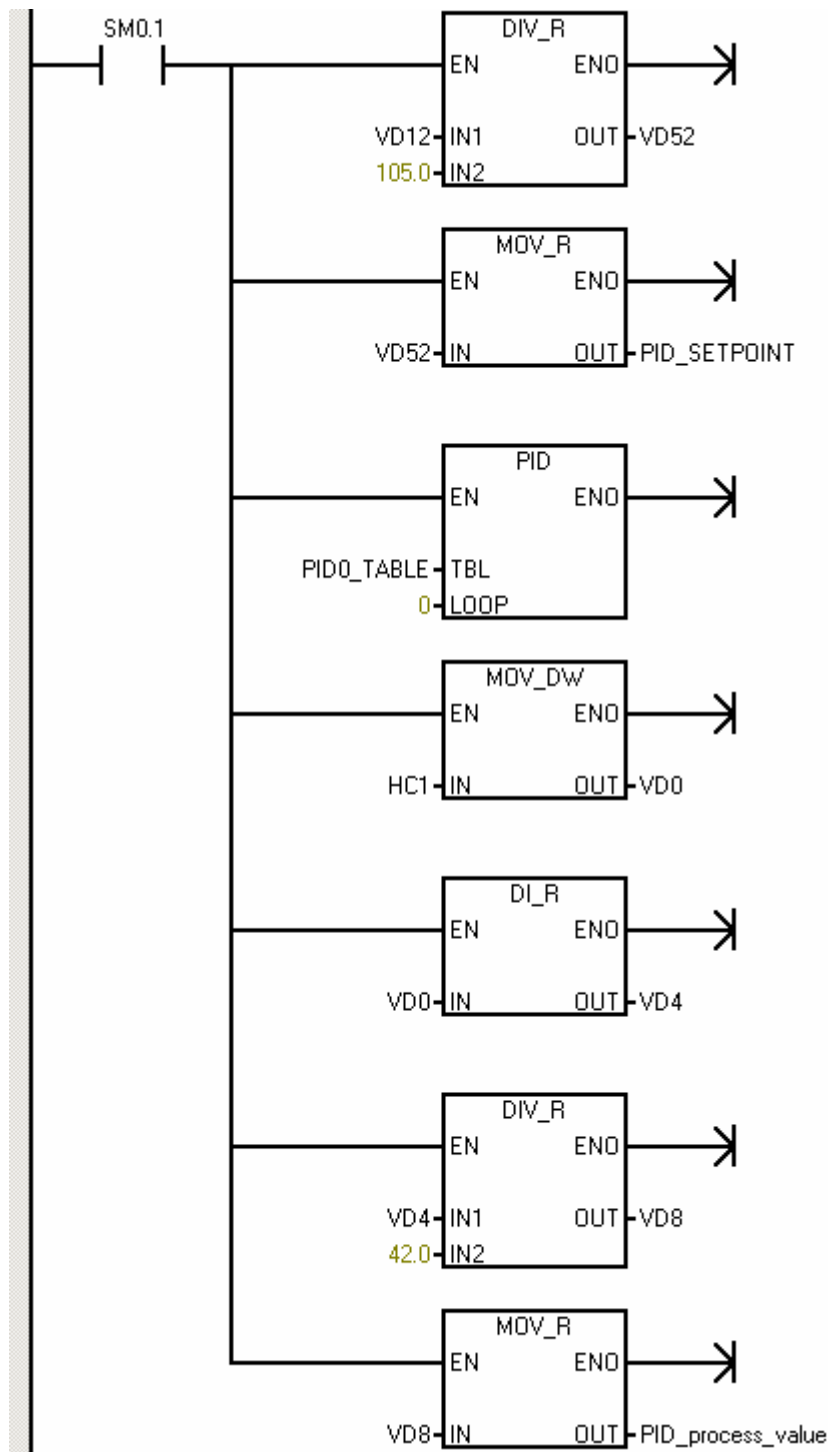 SM0.1
DIV_R
EN ENO
VD12 IN1 OUT VD52
105.0 IN2
MOV_R
EN ENO
VD52 IN OUT PID_SETPOINT
PID
EN ENO
PID0_TABLE TBL
0 LOOP
MOV_DW
EN ENO
HC1 IN OUT VD0
DI_R
EN ENO
VD0 IN OUT VD4
DIV_R
EN ENO
VD4 IN1 OUT VD8
42.0 IN2
MOV_R
EN ENO
VD8 IN OUT PID_process_value